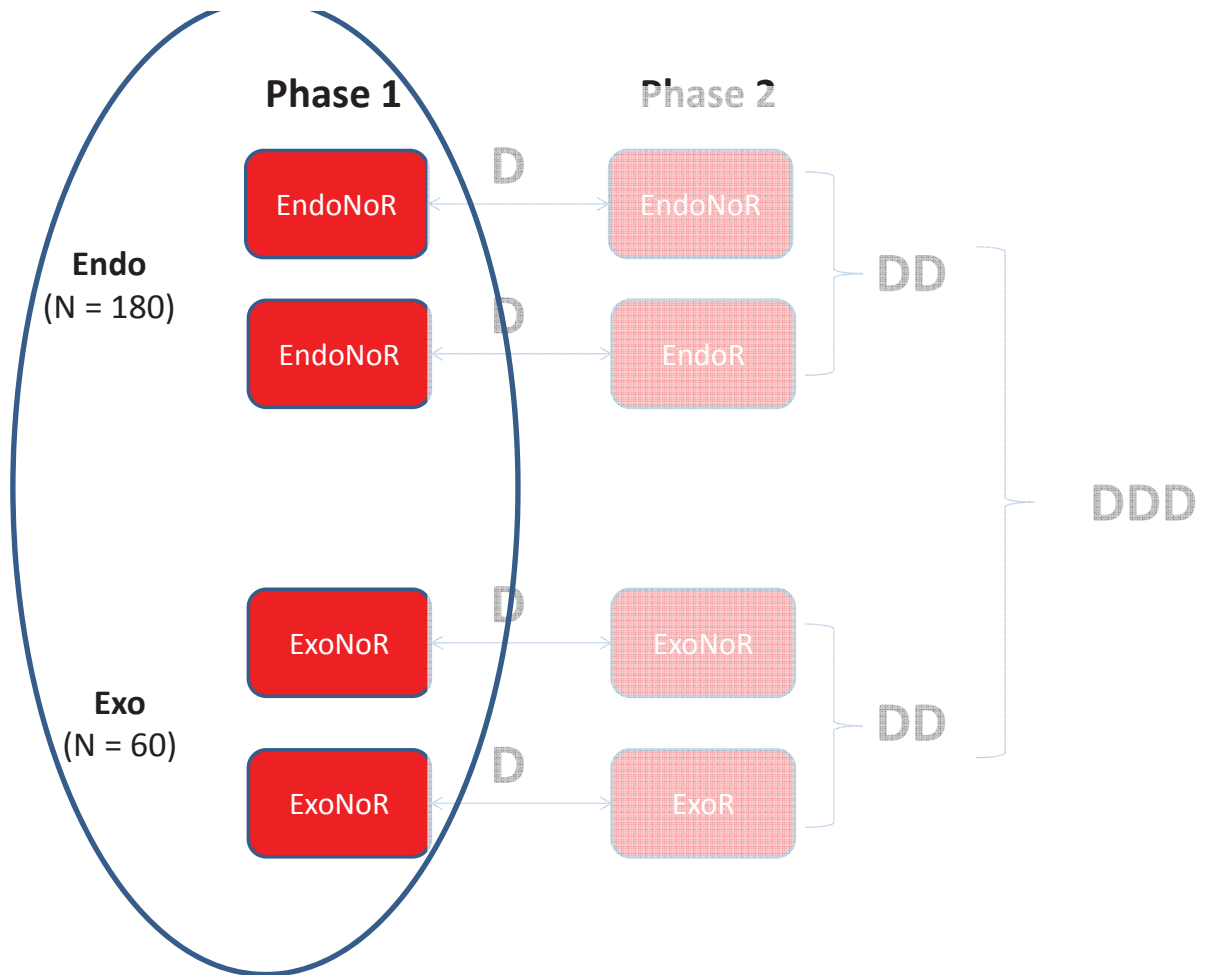 Phase 1
Phase 2
D
EndoNoR
EndoNoR
Endo
(N = 180)
DD
D
EndoNoR
EndoR
DDD
D
ExoNoR
ExoNoR
Exo
(N = 60)
DD
D
ExoNoR
ExoR